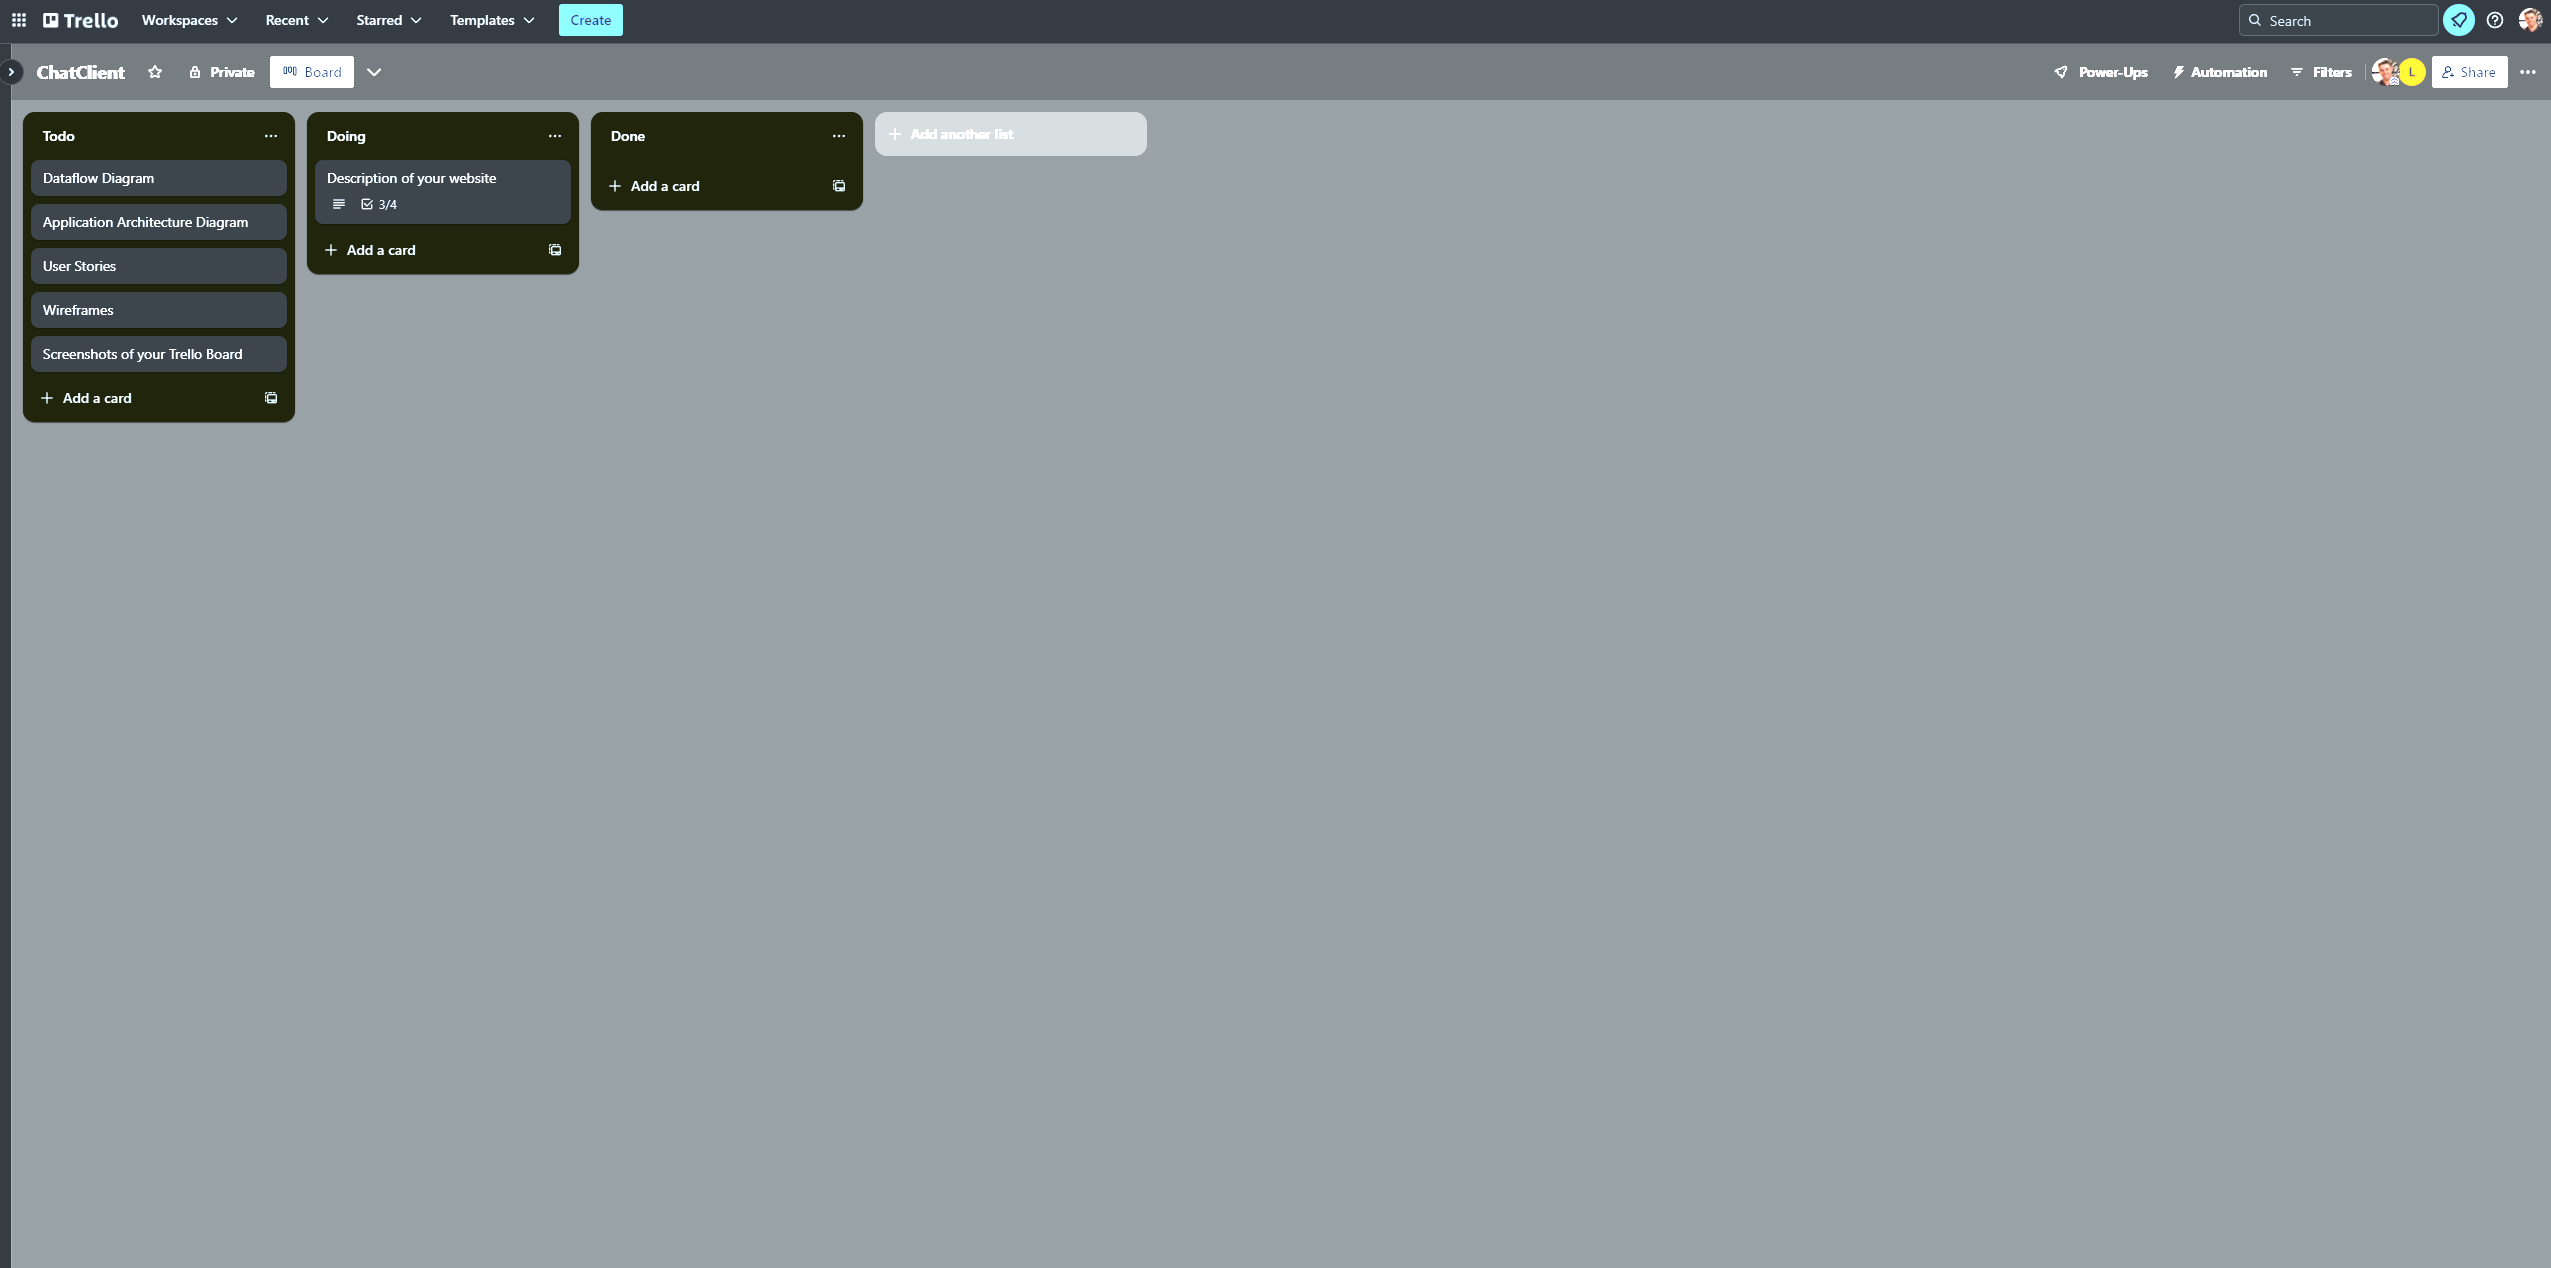 Trello Workspaces Recent Starred Templates Create Search
ChatClient Private Board Power-Ups Automation Filters L Share
Todo
Dataflow Diagram
Application Architecture Diagram
User Stories
Wireframes
Screenshots of your Trello Board
Add a card
Doing
Description of your website
3/4
Add a card
Done
Add a card
Add another list